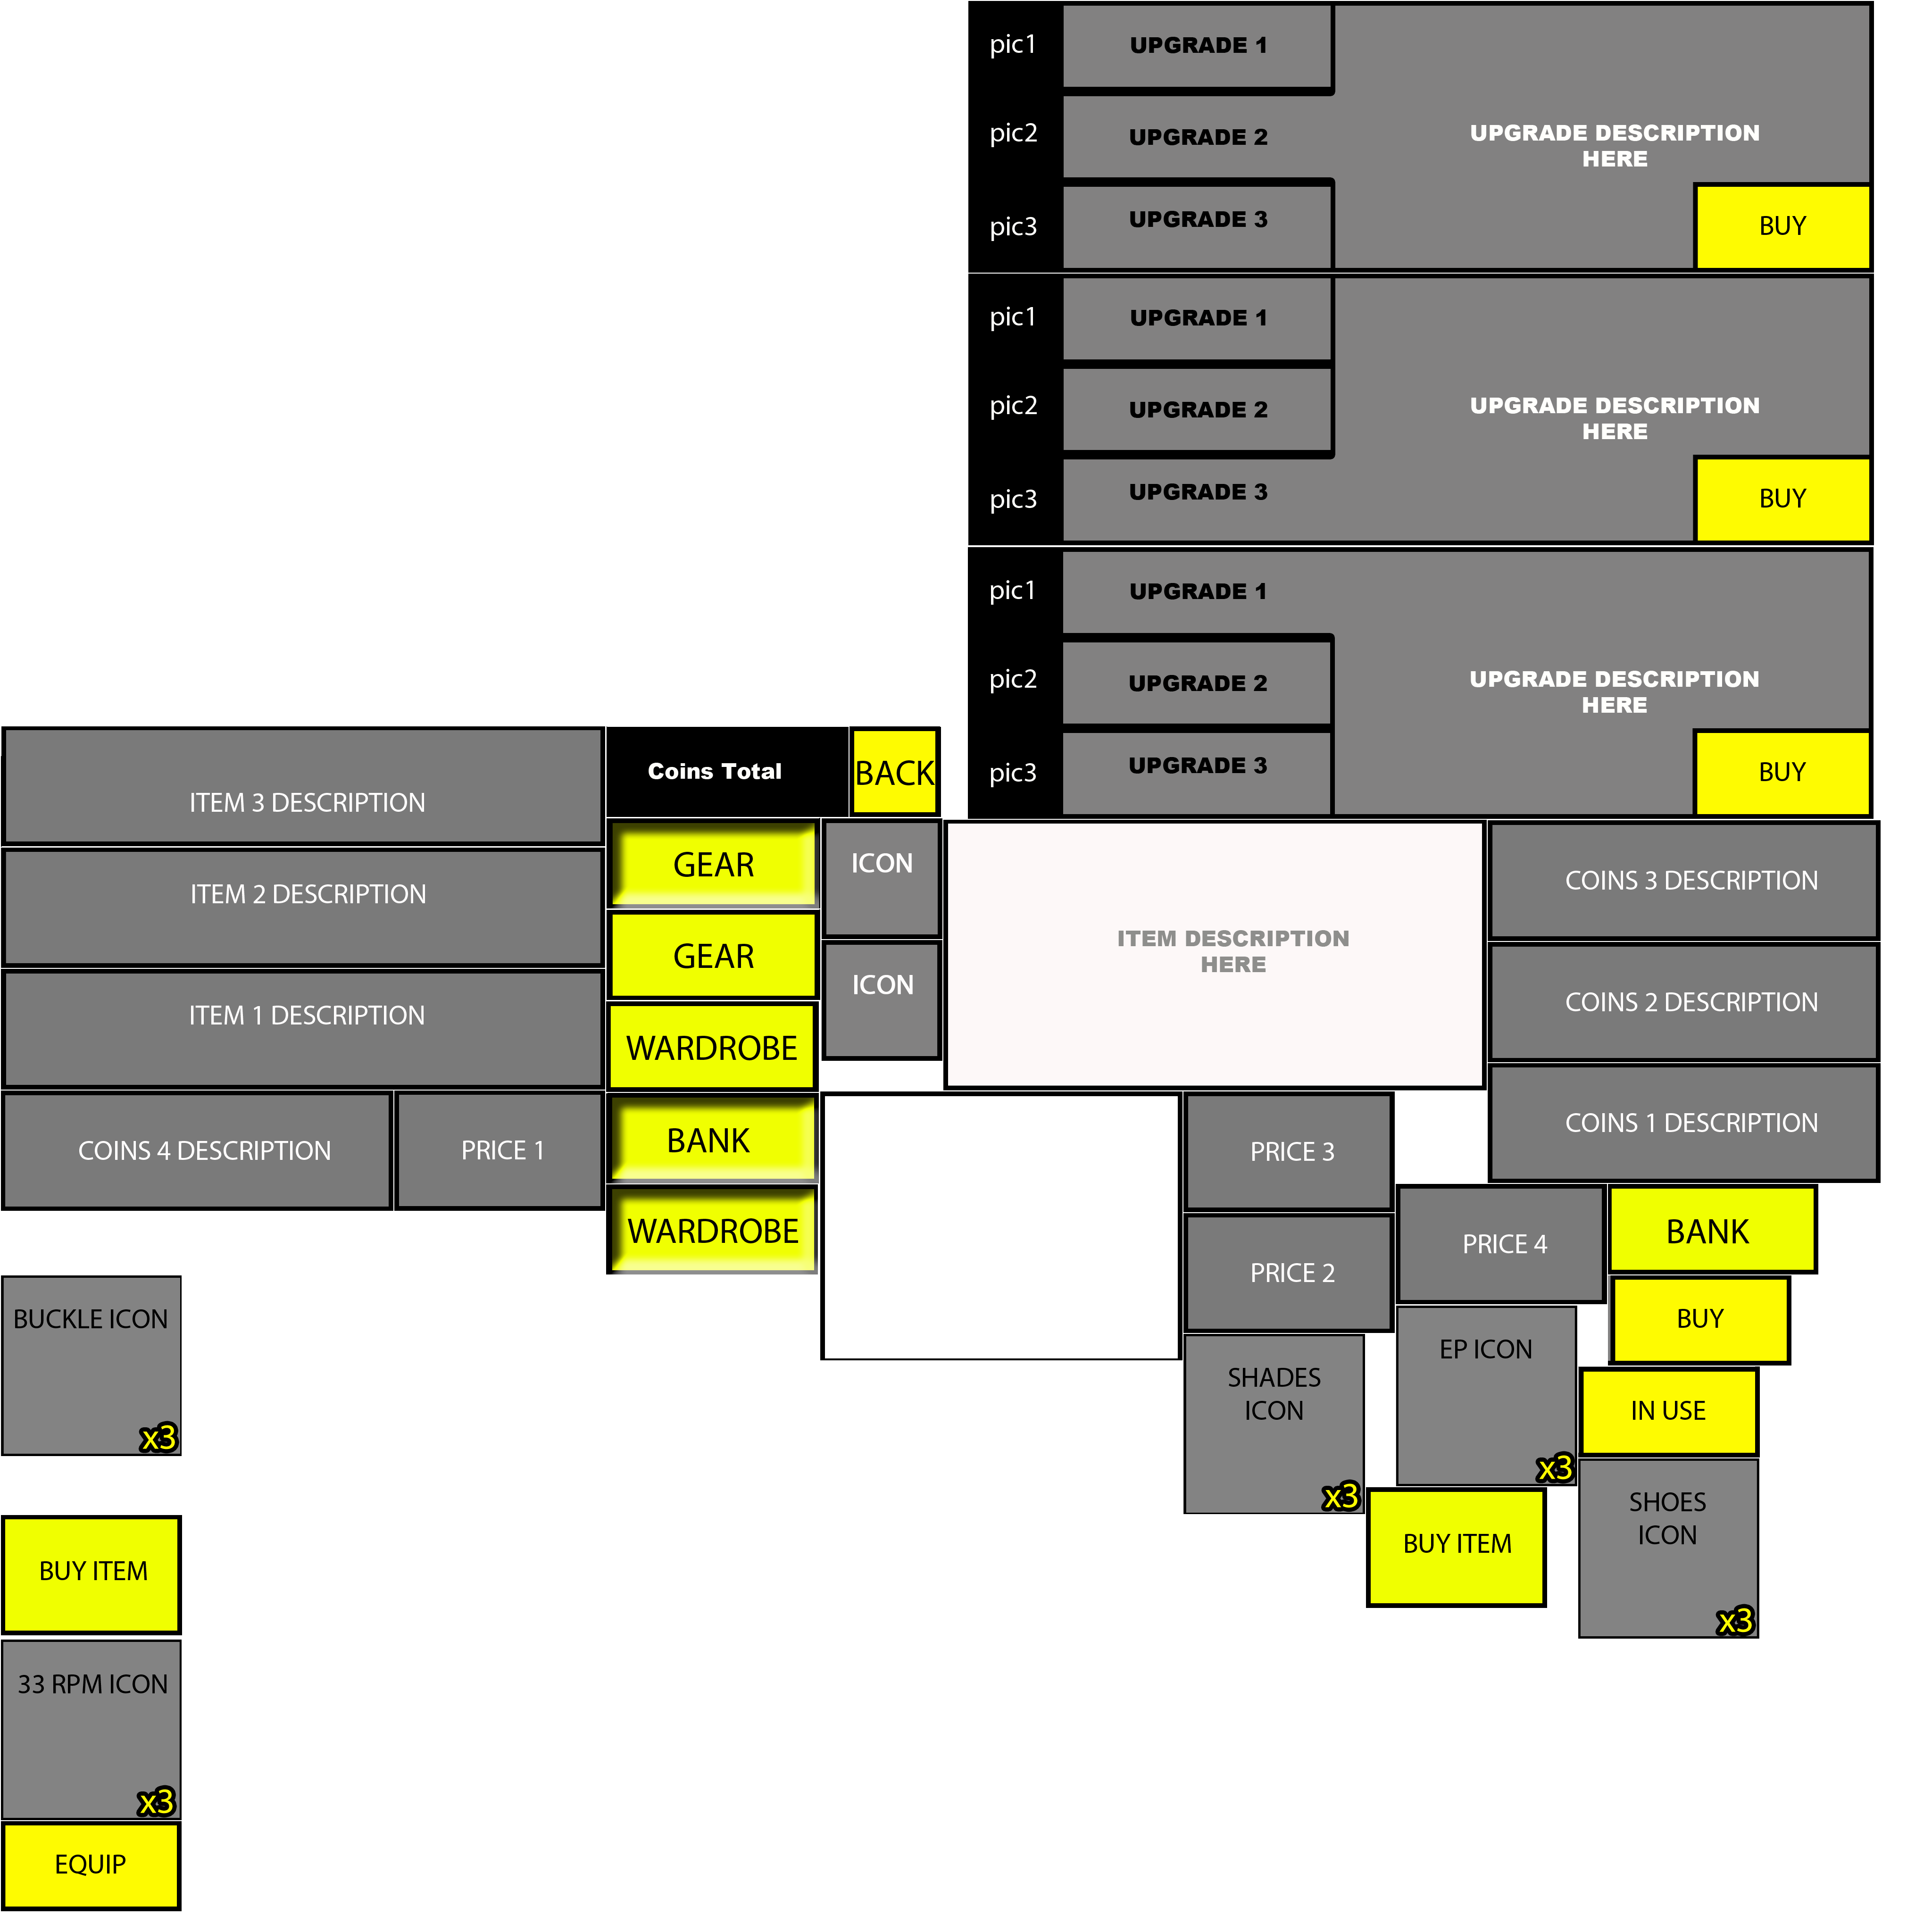 pic1
UPGRADE 1
pic2
UPGRADE 2
UPGRADE DESCRIPTION
HERE
pic3
UPGRADE 3
BUY
pic1
UPGRADE 1
pic2
UPGRADE 2
UPGRADE DESCRIPTION
HERE
pic3
UPGRADE 3
BUY
pic1
UPGRADE 1
pic2
UPGRADE 2
UPGRADE DESCRIPTION
HERE
pic3
UPGRADE 3
BUY
ITEM 3 DESCRIPTION
Coins Total
BACK
ITEM 2 DESCRIPTION
GEAR
ICON
ITEM DESCRIPTION
HERE
COINS 3 DESCRIPTION
GEAR
ICON
COINS 2 DESCRIPTION
ITEM 1 DESCRIPTION
WARDROBE
COINS 1 DESCRIPTION
COINS 4 DESCRIPTION
PRICE 1
BANK
PRICE 3
WARDROBE
PRICE 2
PRICE 4
BANK
BUCKLE ICON
x3
SHADES
ICON
x3
EP ICON
x3
BUY
IN USE
BUY ITEM
BUY ITEM
SHOES
ICON
x3
33 RPM ICON
x3
EQUIP